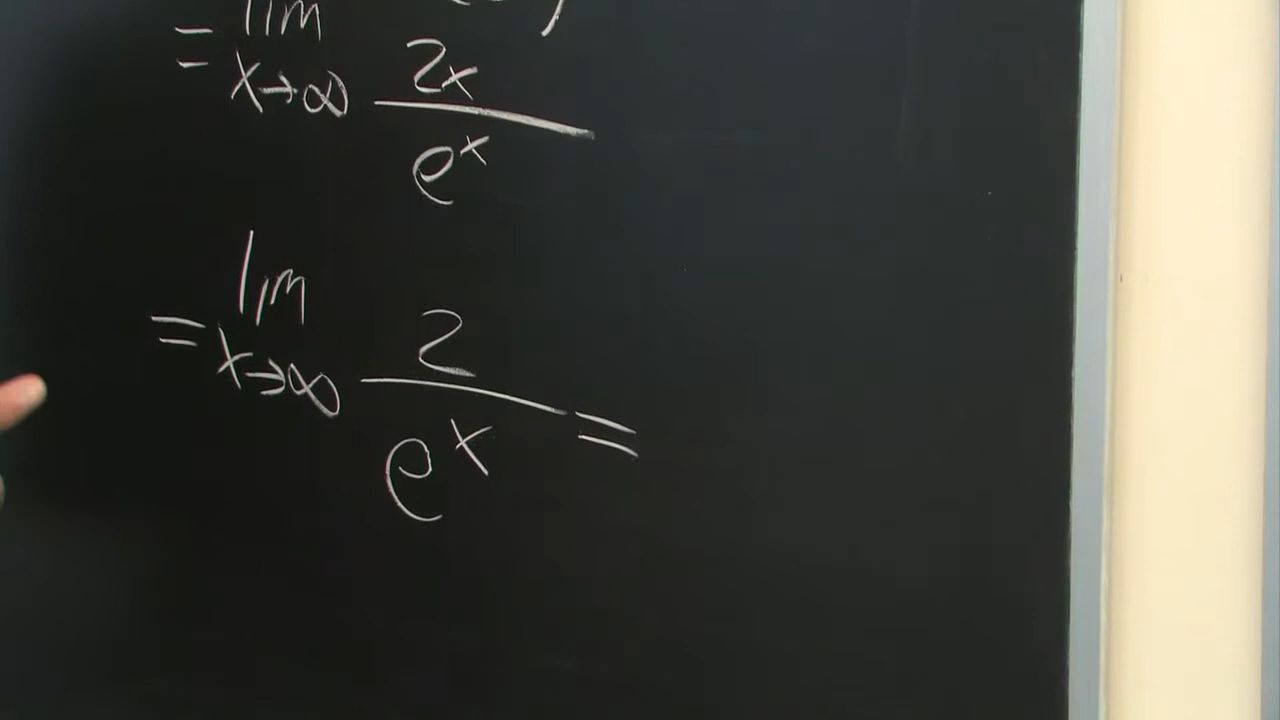 = lim x→∞ 2x / e^x
= lim x→∞ 2 / e^x =